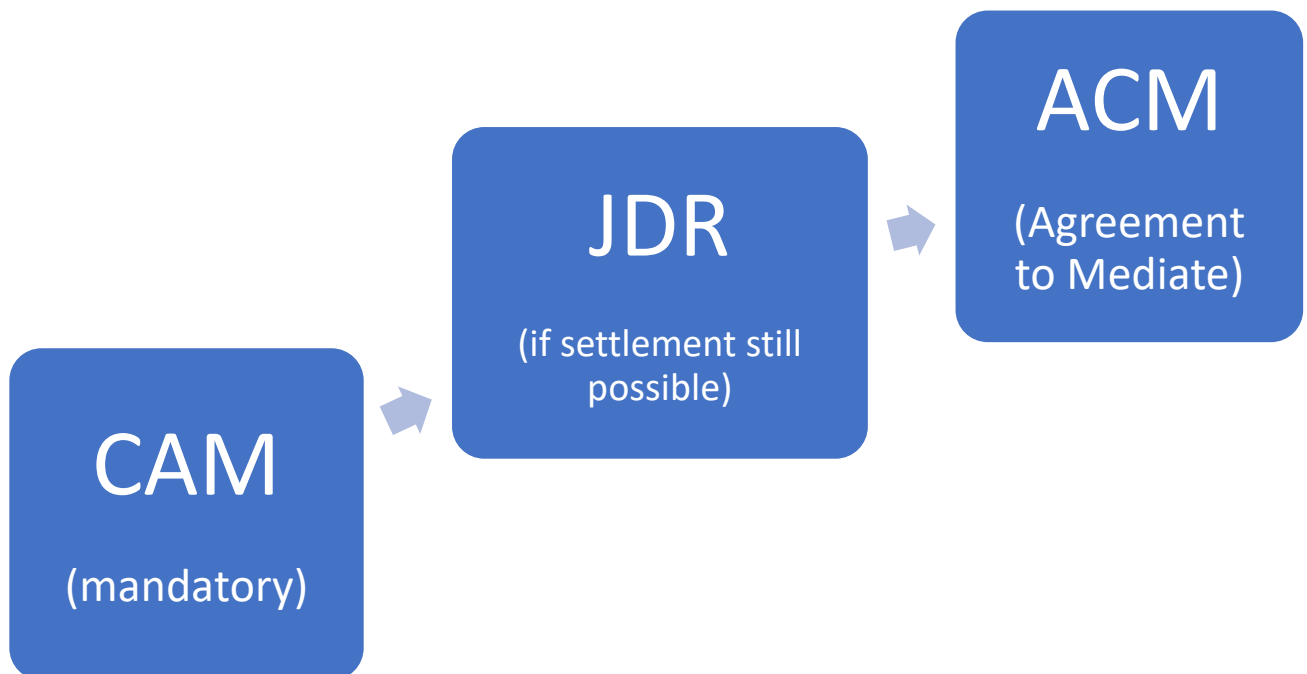 CAM
(mandatory)
JDR
(if settlement still
possible)
ACM
(Agreement
to Mediate)